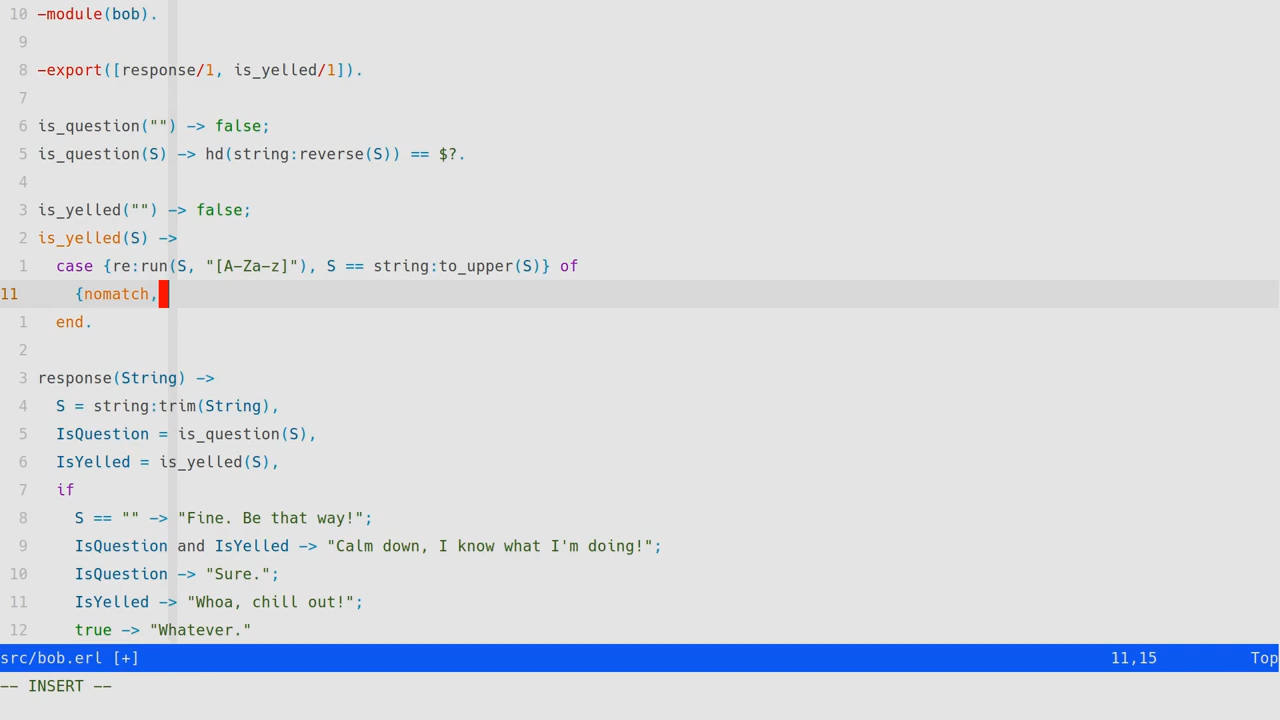 10 -module(bob).
9
8 -export([response/1, is_yelled/1]).
7
6 is_question("") -> false;
5 is_question(S) -> hd(string:reverse(S)) == $?.
4
3 is_yelled("") -> false;
2 is_yelled(S) ->
1   case {re:run(S, "[A-Za-z]"), S == string:to_upper(S)} of
11     {nomatch,
1   end.
2
3 response(String) ->
4   S = string:trim(String),
5   IsQuestion = is_question(S),
6   IsYelled = is_yelled(S),
7   if
8     S == "" -> "Fine. Be that way!";
9     IsQuestion and IsYelled -> "Calm down, I know what I'm doing!";
10     IsQuestion -> "Sure.";
11     IsYelled -> "Whoa, chill out!";
12     true -> "Whatever."
src/bob.erl [+] 11,15 Top
-- INSERT --